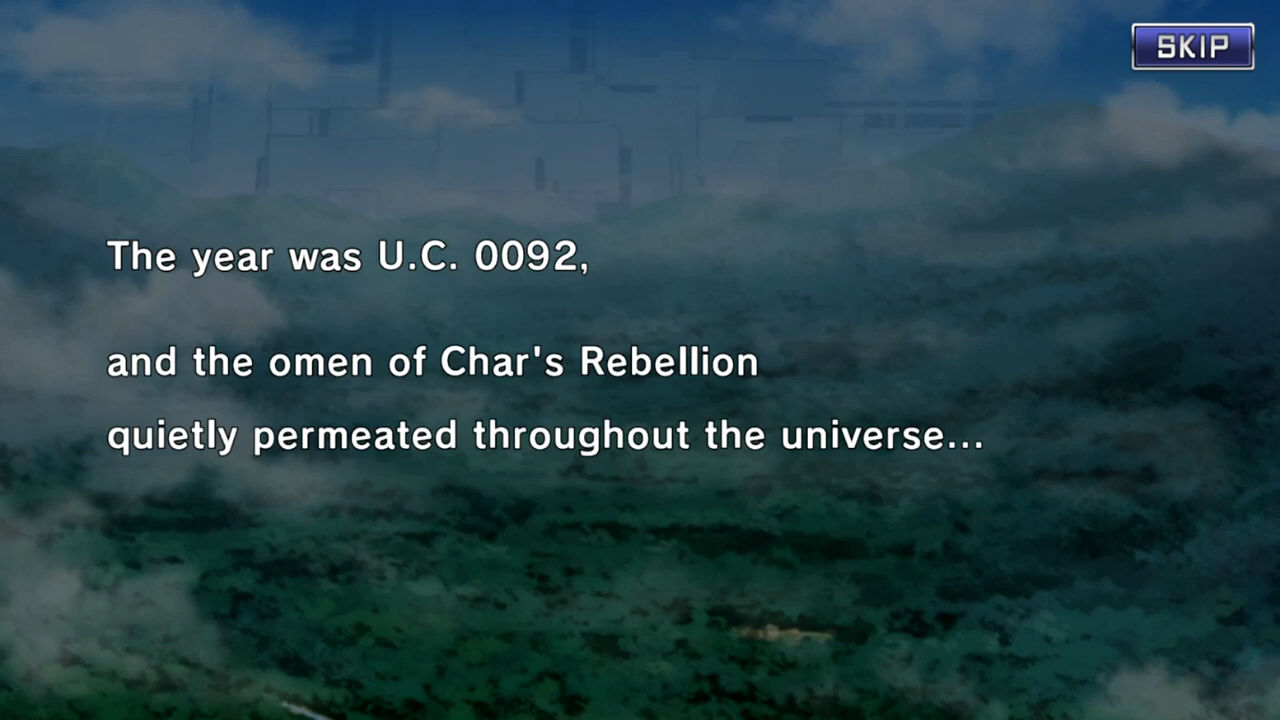 SKIP
The year was U.C. 0092,
and the omen of Char's Rebellion
quietly permeated throughout the universe...